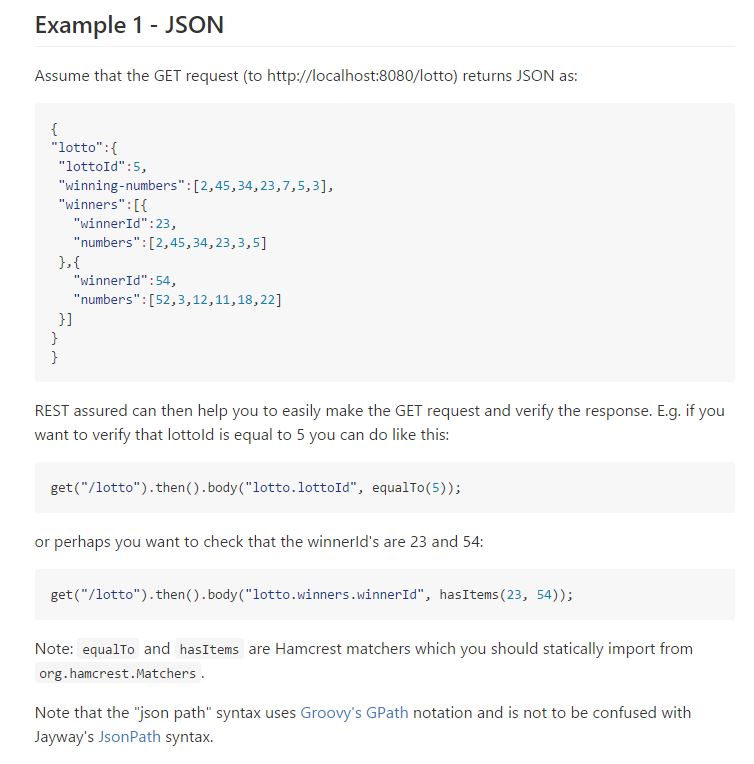 Example 1 - JSON
Assume that the GET request (to http://localhost:8080/lotto) returns JSON as:
{
"lotto":{
 "lottoId":5,
 "winning-numbers":[2,45,34,23,7,5,3],
 "winners":[{
   "winnerId":23,
   "numbers":[2,45,34,23,3,5]
 },{
   "winnerId":54,
   "numbers":[52,3,12,11,18,22]
 }]
}
}
REST assured can then help you to easily make the GET request and verify the response. E.g. if you
want to verify that lottoId is equal to 5 you can do like this:
get("/lotto").then().body("lotto.lottoId", equalTo(5));
or perhaps you want to check that the winnerId's are 23 and 54:
get("/lotto").then().body("lotto.winners.winnerId", hasItems(23, 54));
Note: equalTo and hasItems are Hamcrest matchers which you should statically import from
org.hamcrest.Matchers .
Note that the "json path" syntax uses Groovy's GPath notation and is not to be confused with
Jayway's JsonPath syntax.